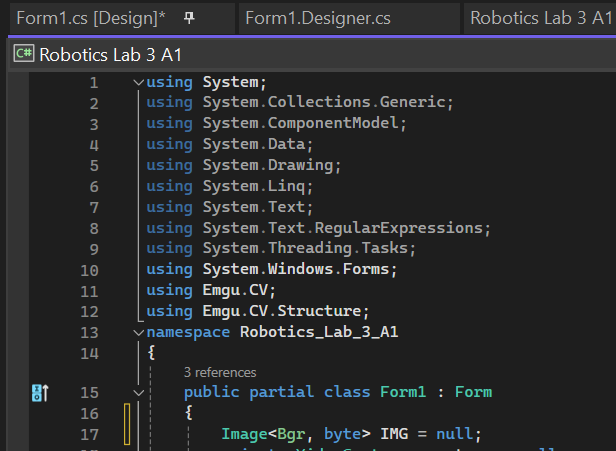 Form1.cs [Design]* Form1.Designer.cs Robotics Lab 3 A1
C# Robotics Lab 3 A1
1 using System;
2 using System.Collections.Generic;
3 using System.ComponentModel;
4 using System.Data;
5 using System.Drawing;
6 using System.Linq;
7 using System.Text;
8 using System.Text.RegularExpressions;
9 using System.Threading.Tasks;
10 using System.Windows.Forms;
11 using Emgu.CV;
12 using Emgu.CV.Structure;
13 namespace Robotics_Lab_3_A1
14 {
3 references
15 public partial class Form1 : Form
16 {
17 Image<Bgr, byte> IMG = null;